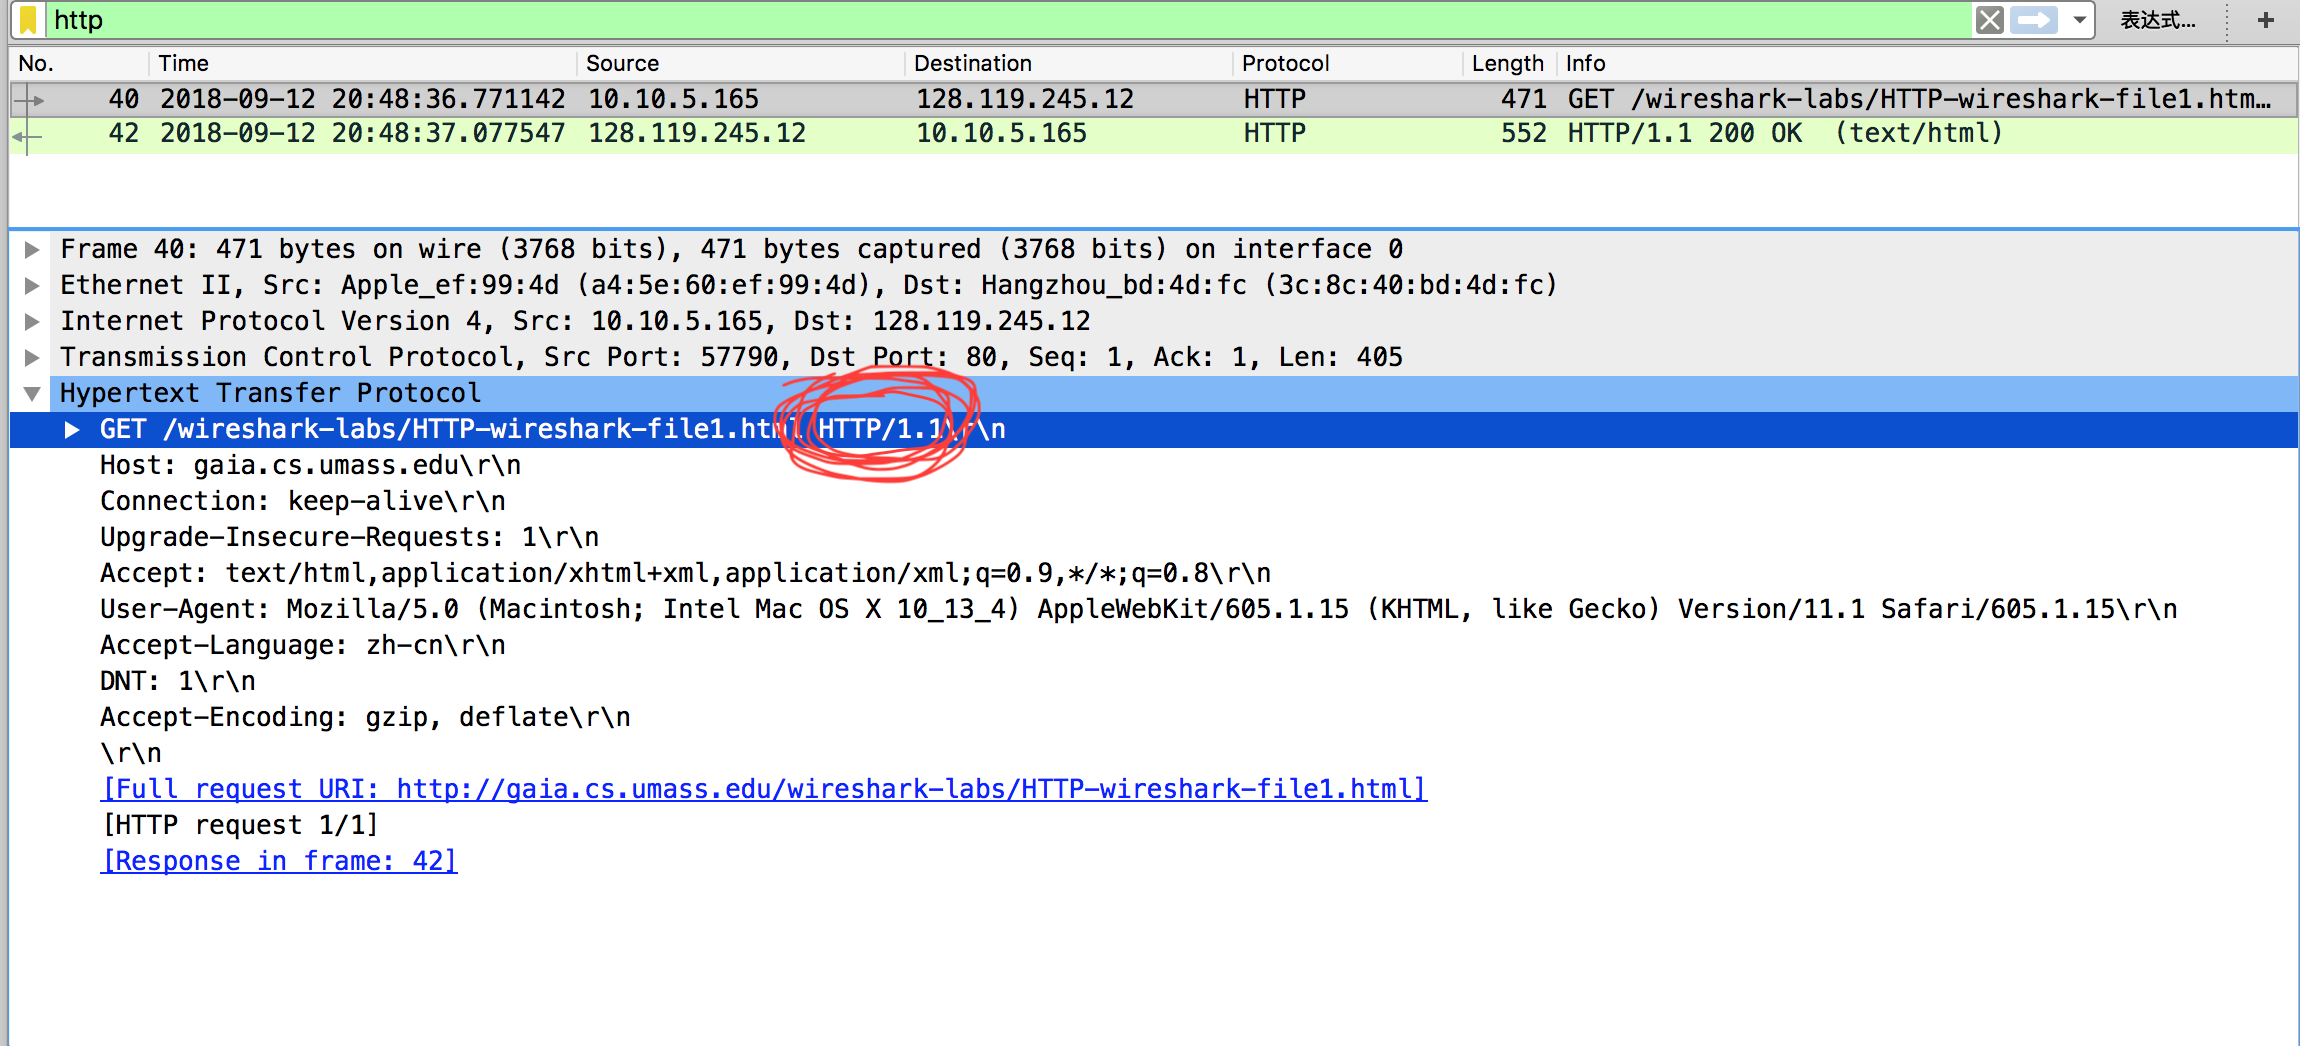 http 表达式... +
No. Time Source Destination Protocol Length Info
40 2018-09-12 20:48:36.771142 10.10.5.165 128.119.245.12 HTTP 471 GET /wireshark-labs/HTTP-wireshark-file1.htm…
42 2018-09-12 20:48:37.077547 128.119.245.12 10.10.5.165 HTTP 552 HTTP/1.1 200 OK (text/html)
Frame 40: 471 bytes on wire (3768 bits), 471 bytes captured (3768 bits) on interface 0
Ethernet II, Src: Apple_ef:99:4d (a4:5e:60:ef:99:4d), Dst: Hangzhou_bd:4d:fc (3c:8c:40:bd:4d:fc)
Internet Protocol Version 4, Src: 10.10.5.165, Dst: 128.119.245.12
Transmission Control Protocol, Src Port: 57790, Dst Port: 80, Seq: 1, Ack: 1, Len: 405
Hypertext Transfer Protocol
GET /wireshark-labs/HTTP-wireshark-file1.html HTTP/1.1\r\n
Host: gaia.cs.umass.edu\r\n
Connection: keep-alive\r\n
Upgrade-Insecure-Requests: 1\r\n
Accept: text/html,application/xhtml+xml,application/xml;q=0.9,*/*;q=0.8\r\n
User-Agent: Mozilla/5.0 (Macintosh; Intel Mac OS X 10_13_4) AppleWebKit/605.1.15 (KHTML, like Gecko) Version/11.1 Safari/605.1.15\r\n
Accept-Language: zh-cn\r\n
DNT: 1\r\n
Accept-Encoding: gzip, deflate\r\n
\r\n
[Full request URI: http://gaia.cs.umass.edu/wireshark-labs/HTTP-wireshark-file1.html]
[HTTP request 1/1]
[Response in frame: 42]